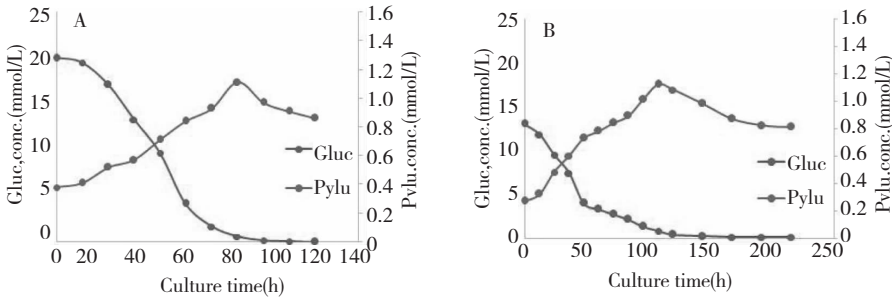 A
25
20
15
10
5
0
Gluc,conc.(mmol/L)
1.6
1.4
1.2
1.0
0.8
0.6
0.4
0.2
0
Pvlu.conc.(mmol/L)
Gluc
Pylu
0 20 40 60 80 100 120 140
Culture time(h)
B
25
20
15
10
5
0
Gluc,conc.(mmol/L)
1.6
1.4
1.2
1.0
0.8
0.6
0.4
0.2
0
Pvlu.conc.(mmol/L)
Gluc
Pylu
0 50 100 150 200 250
Culture time(h)